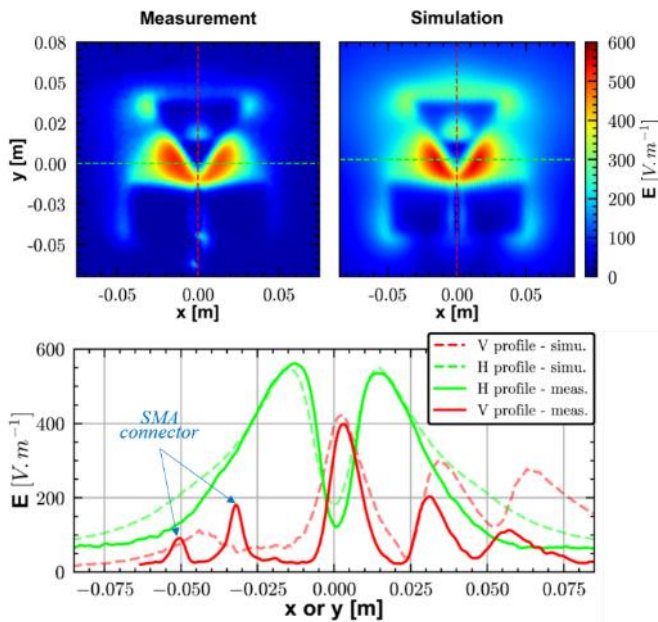 Measurement
Simulation
0.08
0.05
0.02
0.00
-0.03
-0.05
y [m]
-0.05
0.00
0.05
x [m]
-0.05
0.00
0.05
x [m]
600
500
400
300
200
100
0
E [V.m⁻¹]
V profile - simu.
H profile - simu.
H profile - meas.
V profile - meas.
SMA
connector
600
400
200
0
E [V.m⁻¹]
−0.075
−0.050
−0.025
0.000
0.025
0.050
0.075
x or y [m]